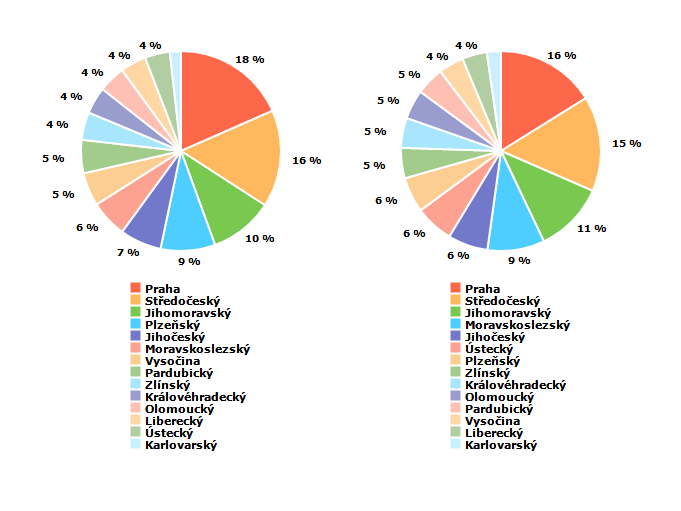 18 %
16 %
10 %
9 %
7 %
6 %
5 %
5 %
4 %
4 %
4 %
4 %
4 %
Praha
Středočeský
Jihomoravský
Plzeňský
Jihočeský
Moravskoslezský
Vysočina
Pardubický
Zlínský
Královéhradecký
Olomoucký
Liberecký
Ústecký
Karlovarský
16 %
15 %
11 %
9 %
6 %
6 %
6 %
5 %
5 %
5 %
5 %
4 %
4 %
Praha
Středočeský
Jihomoravský
Moravskoslezský
Jihočeský
Ústecký
Plzeňský
Zlínský
Královéhradecký
Olomoucký
Pardubický
Vysočina
Liberecký
Karlovarský